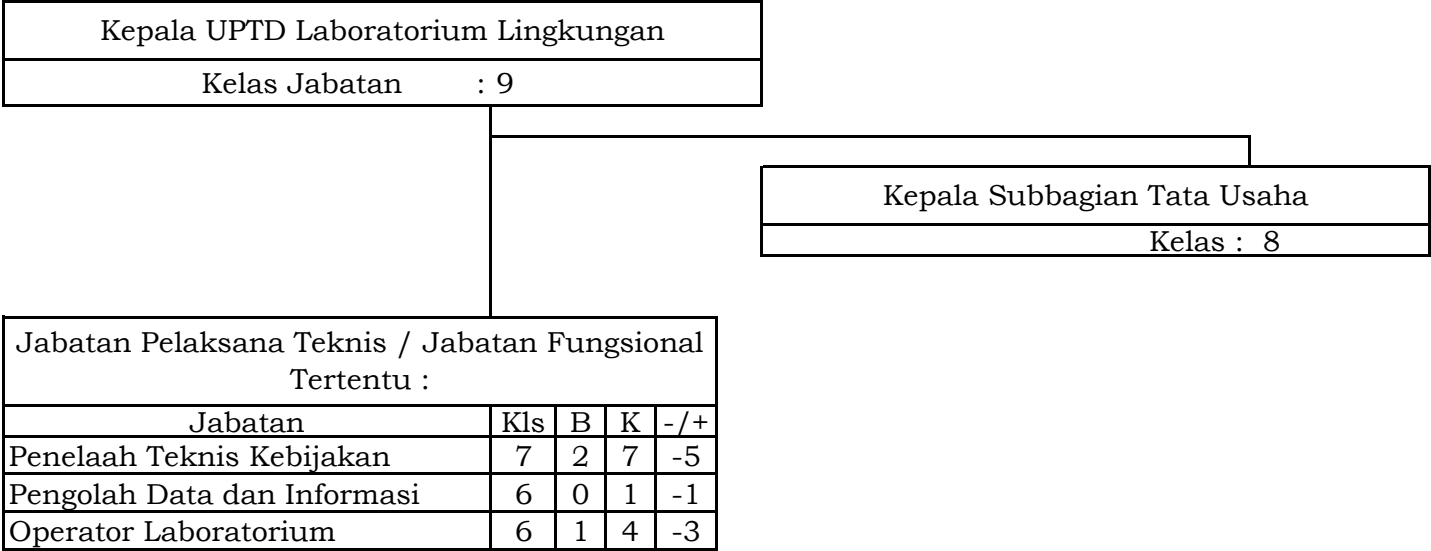 Kepala UPTD Laboratorium Lingkungan
Kelas Jabatan : 9
Kepala Subbagian Tata Usaha
Kelas : 8
Jabatan Pelaksana Teknis / Jabatan Fungsional
Tertentu :
Jabatan Kls B K -/+
Penelaah Teknis Kebijakan 7 2 7 -5
Pengolah Data dan Informasi 6 0 1 -1
Operator Laboratorium 6 1 4 -3